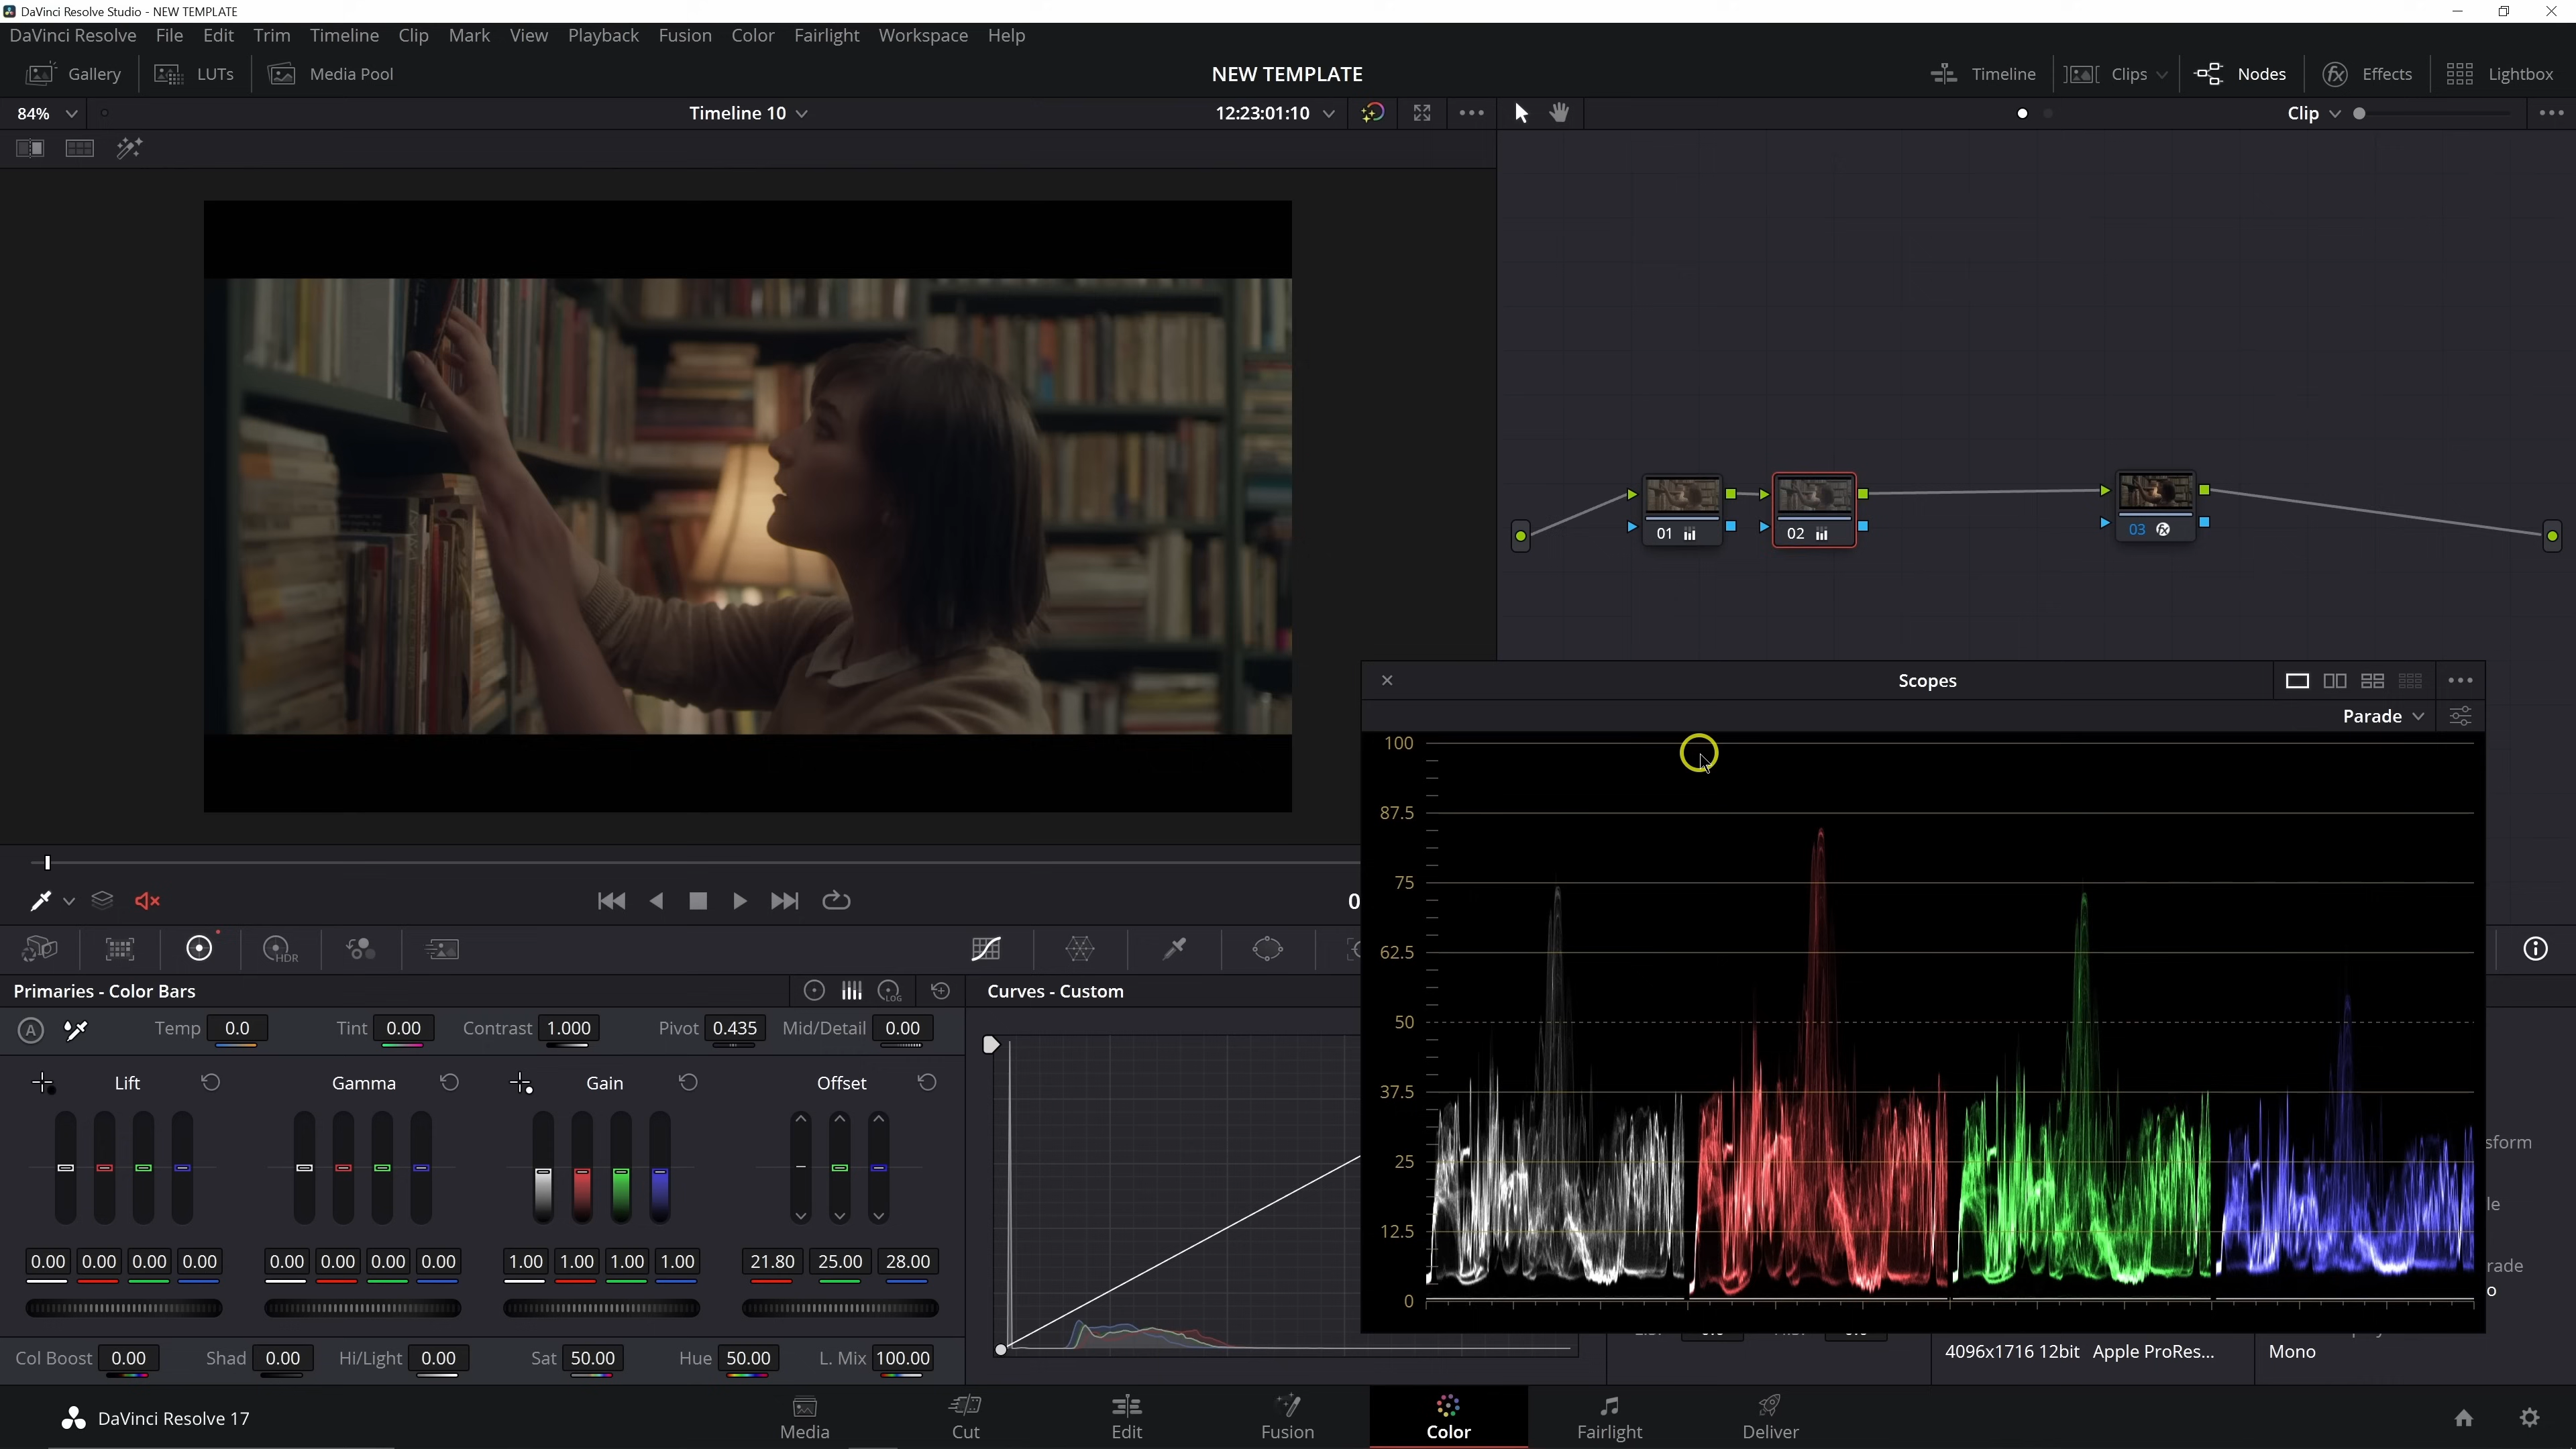 DaVinci Resolve Studio - NEW TEMPLATE
DaVinci Resolve File Edit Trim Timeline Clip Mark View Playback Fusion Color Fairlight Workspace Help
Gallery LUTs Media Pool NEW TEMPLATE Timeline Clips Nodes Effects Lightbox
84% Timeline 10 12:23:01:10 Clip
01 02 03
Scopes
Parade
100
87.5
75
62.5
50
37.5
25
12.5
0
0
HDR
Primaries - Color Bars LOG Curves - Custom
A Temp 0.0 Tint 0.00 Contrast 1.000 Pivot 0.435 Mid/Detail 0.00
Lift Gamma Gain Offset
sform
le
rade
o
0.00 0.00 0.00 0.00 0.00 0.00 0.00 0.00 1.00 1.00 1.00 1.00 21.80 25.00 28.00
Col Boost 0.00 Shad 0.00 Hi/Light 0.00 Sat 50.00 Hue 50.00 L. Mix 100.00
4096x1716 12bit Apple ProRes... Mono
DaVinci Resolve 17 Media Cut Edit Fusion Color Fairlight Deliver